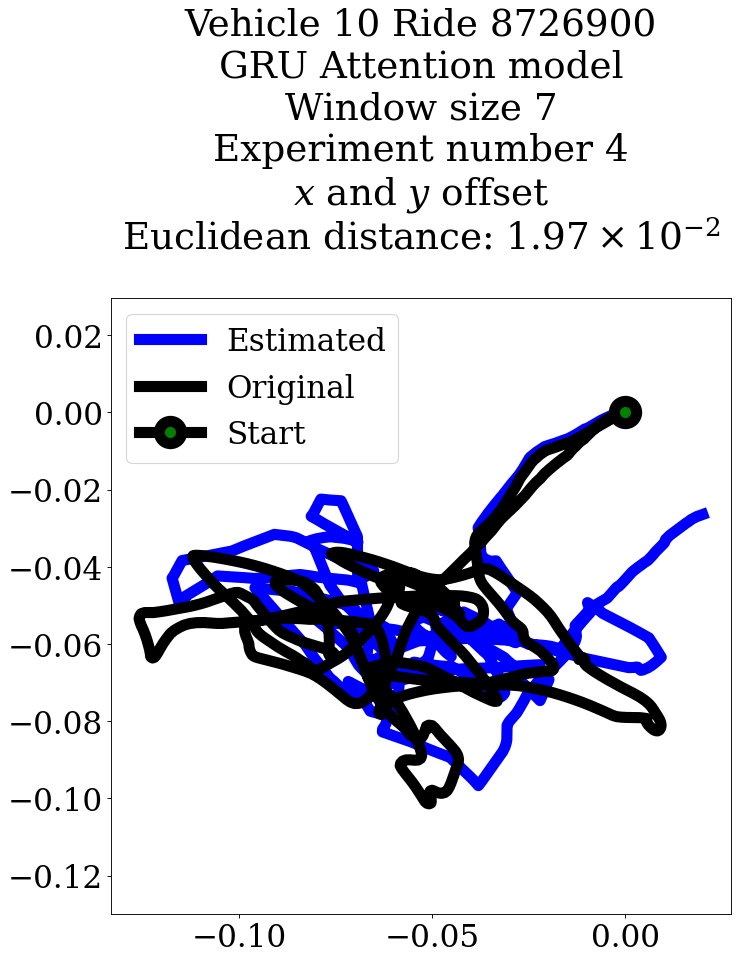 Vehicle 10 Ride 8726900
GRU Attention model
Window size 7
Experiment number 4
x and y offset
Euclidean distance: 1.97 × 10⁻²
Estimated
Original
Start
0.02
0.00
−0.02
−0.04
−0.06
−0.08
−0.10
−0.12
−0.10
−0.05
0.00